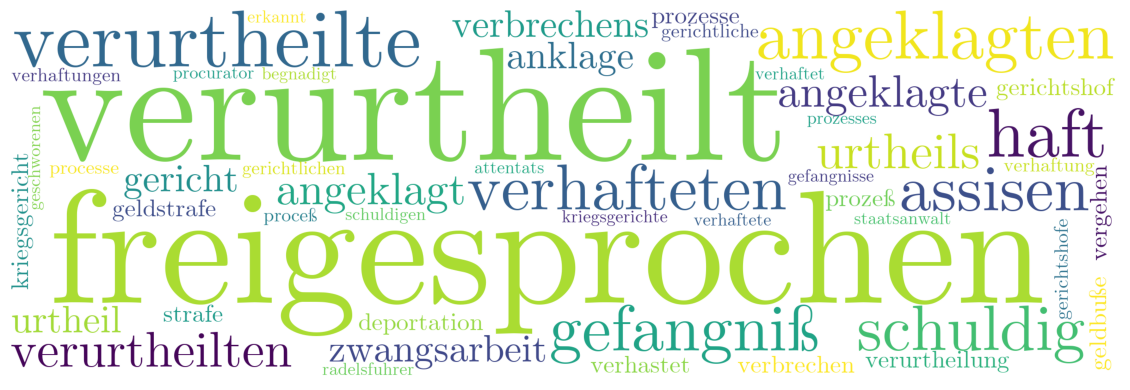 erkannt
verurtheilte
verbrechens
prozesse
gerichtliche
angeklagten
anklage
verhaftungen
procurator
begnadigt
verhaftet
verurtheilt
angeklagte
gerichtshof
prozesses
haft
geschworenen
kriegsgericht
processe
gerichtlichen
attentats
urtheils
verhaftung
gericht
angeklagt
verhafteten
gefangnisse
assisen
vergehen
geldstrafe
proceß
schuldigen
kriegsgerichte
verhaftete
prozeß
staatsanwalt
freigesprochen
gerichtshofe
geldbuße
urtheil
strafe
deportation
gefangniß
schuldig
verurtheilten
zwangsarbeit
radelsfuhrer
verhastet
verbrechen
verurtheilung